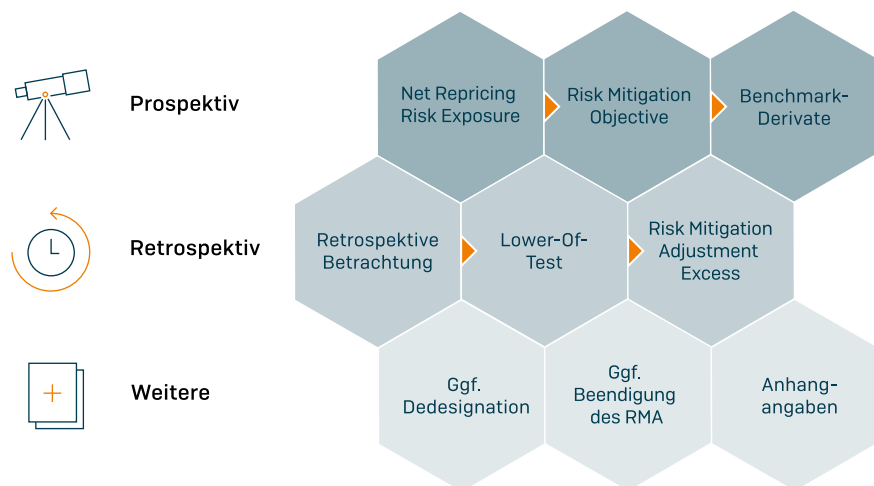 Prospektiv
Net Repricing
Risk Exposure
Risk Mitigation
Objective
Benchmark-
Derivate
Retrospektiv
Retrospektive
Betrachtung
Lower-Of-
Test
Risk Mitigation
Adjustment
Excess
Weitere
Ggf.
Dedesignation
Ggf.
Beendigung
des RMA
Anhang-
angaben